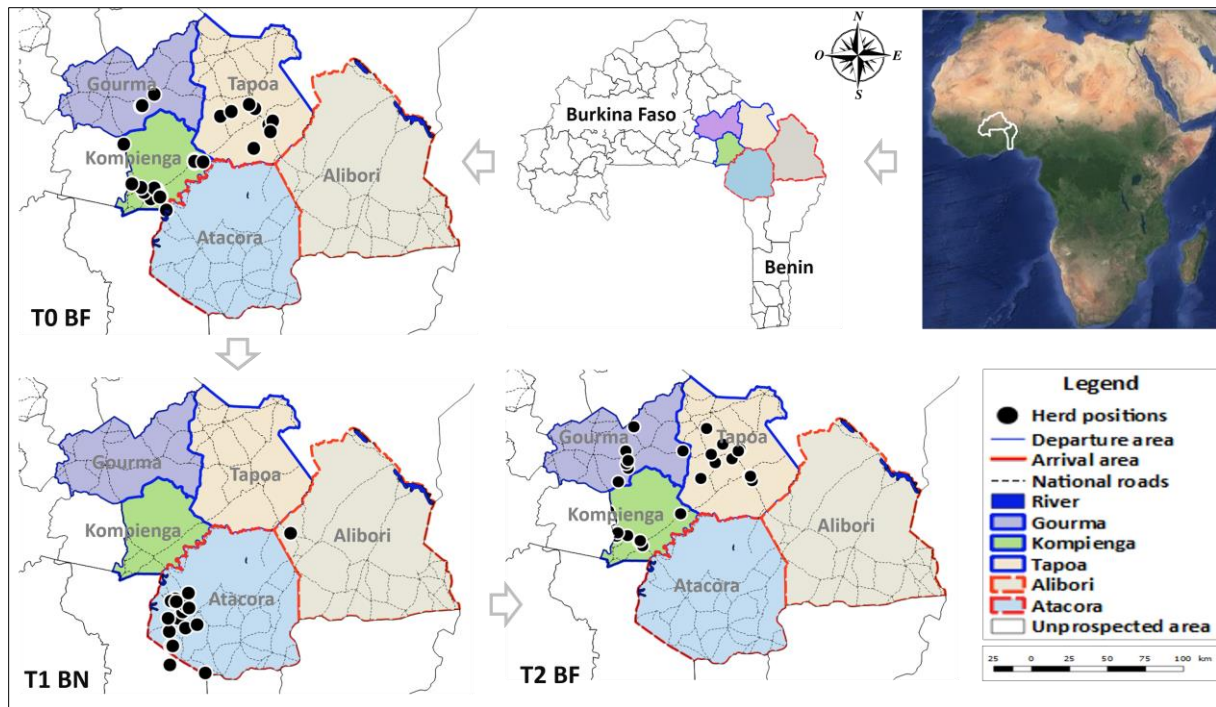 Gourma
Tapoa
Kompienga
Alibori
Atacora
T0 BF
Burkina Faso
Benin
N
O
E
S
Gourma
Tapoa
Kompienga
Alibori
Atacora
T1 BN
Gourma
Tapoa
Kompienga
Alibori
Atacora
T2 BF
Legend
Herd positions
Departure area
Arrival area
National roads
River
Gourma
Kompienga
Tapoa
Alibori
Atacora
Unprospected area
25 0 25 50 75 100 km